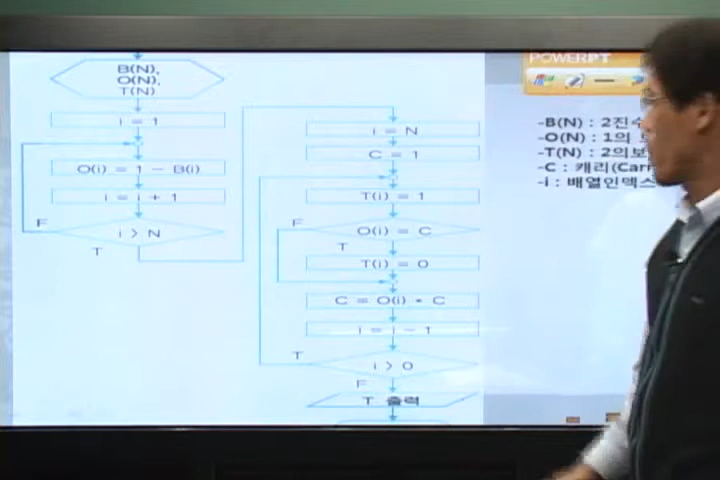 B(N),
O(N),
T(N)
i = 1
O(i) = 1 - B(i)
i = i + 1
i > N
F
T
i = N
C = 1
T(i) = 1
O(i) = C
F
T
T(i) = 0
C = O(i) * C
i = i - 1
i > 0
T
F
T 출력
POWERPT
-B(N) : 2진수
-O(N) : 1의
-T(N) : 2의보
-C : 캐리(Carr
-i : 배열인덱스